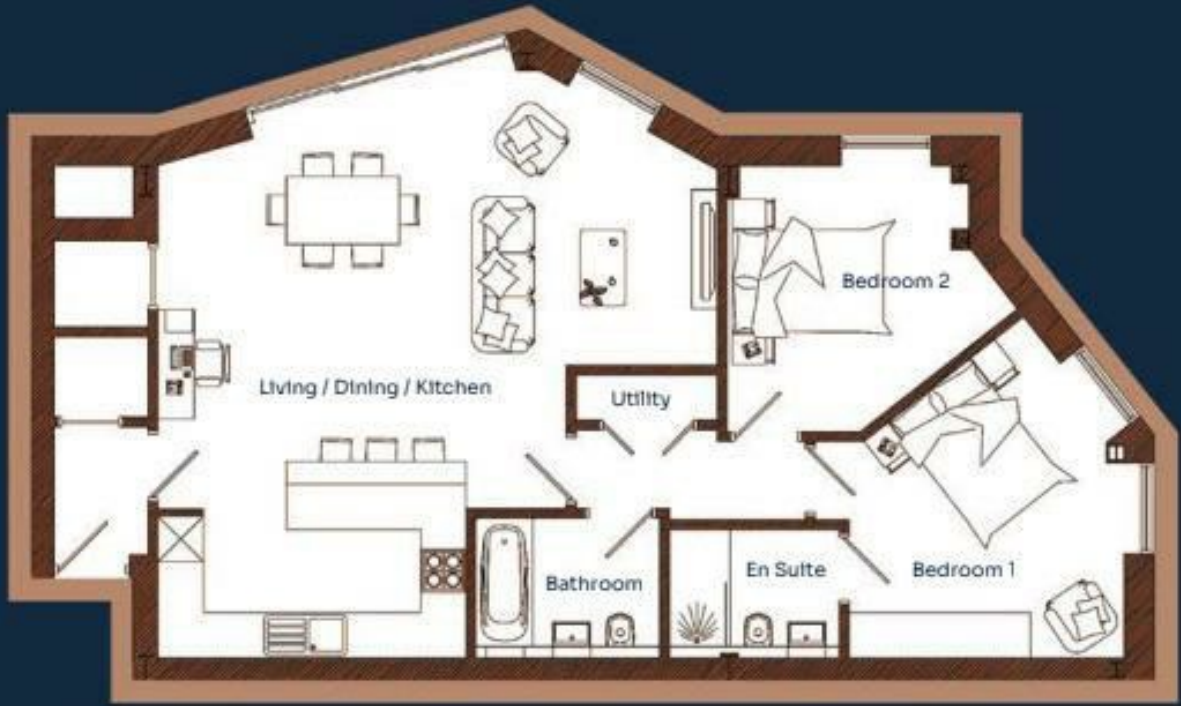 Bedroom 2
Living / Dining / Kitchen
Utility
Bathroom
En Suite
Bedroom 1